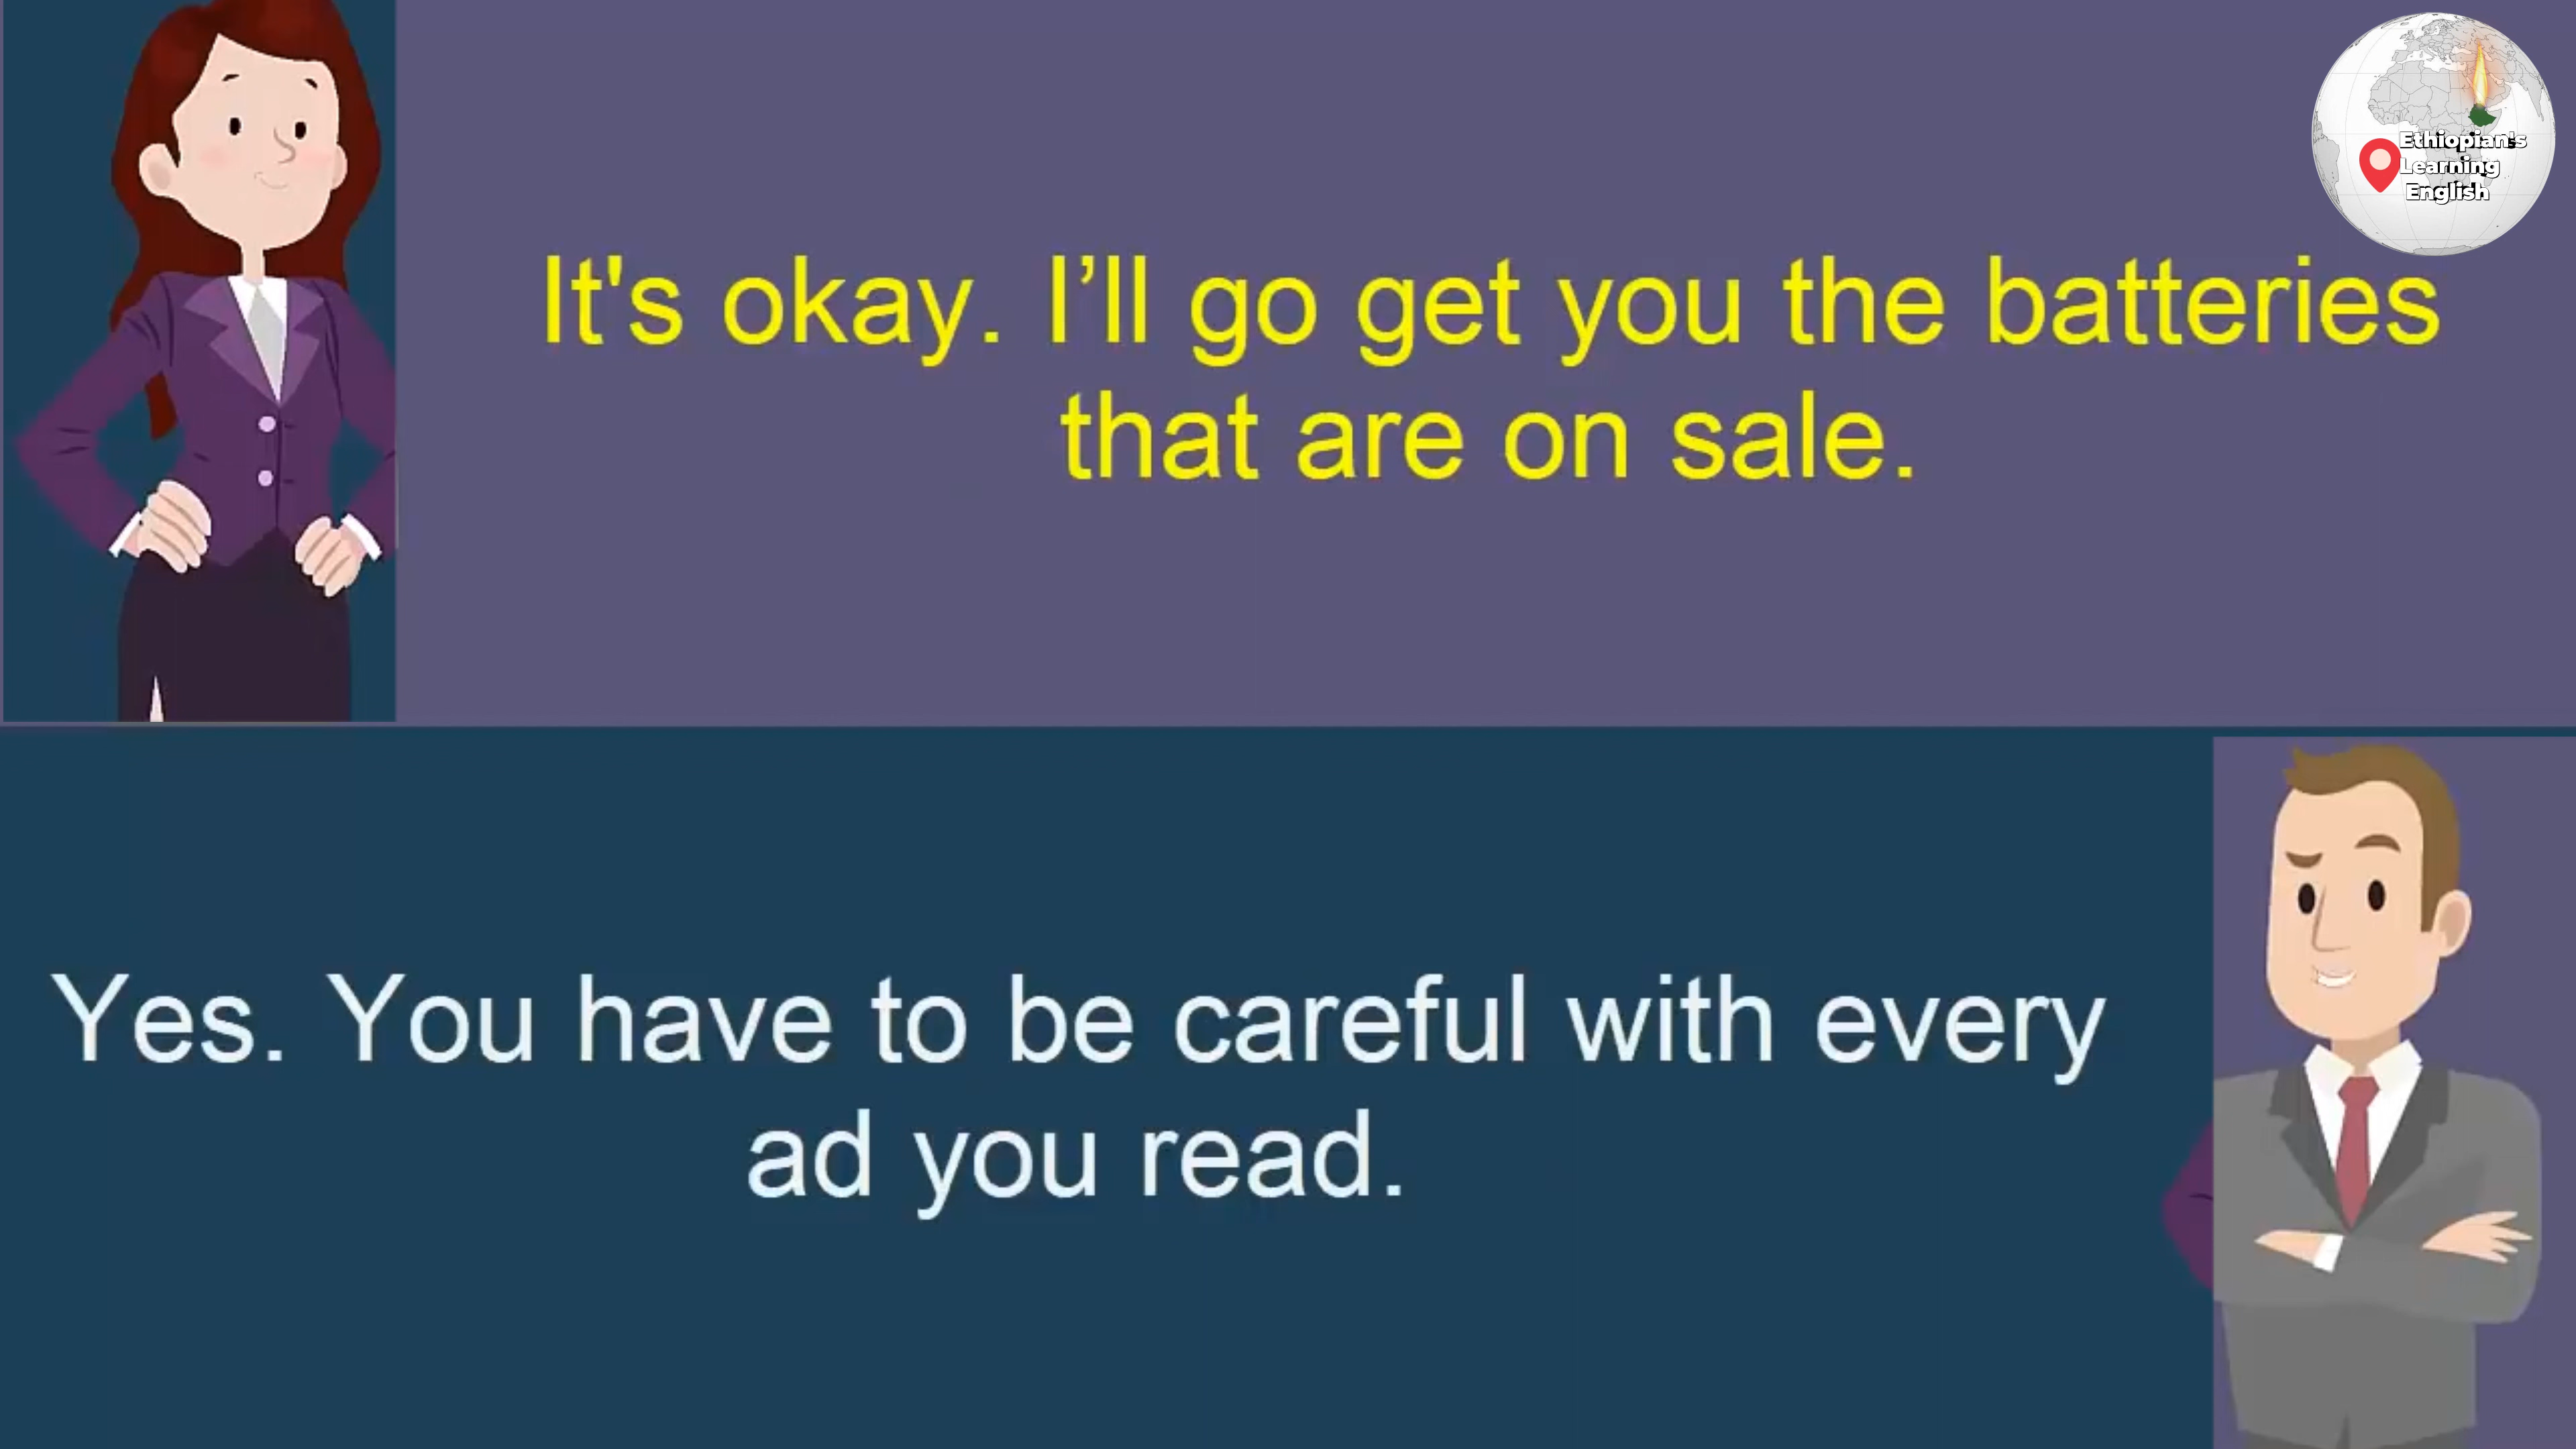 Ethiopian's
Learning
English
It's okay. I’ll go get you the batteries
that are on sale.
Yes. You have to be careful with every
ad you read.